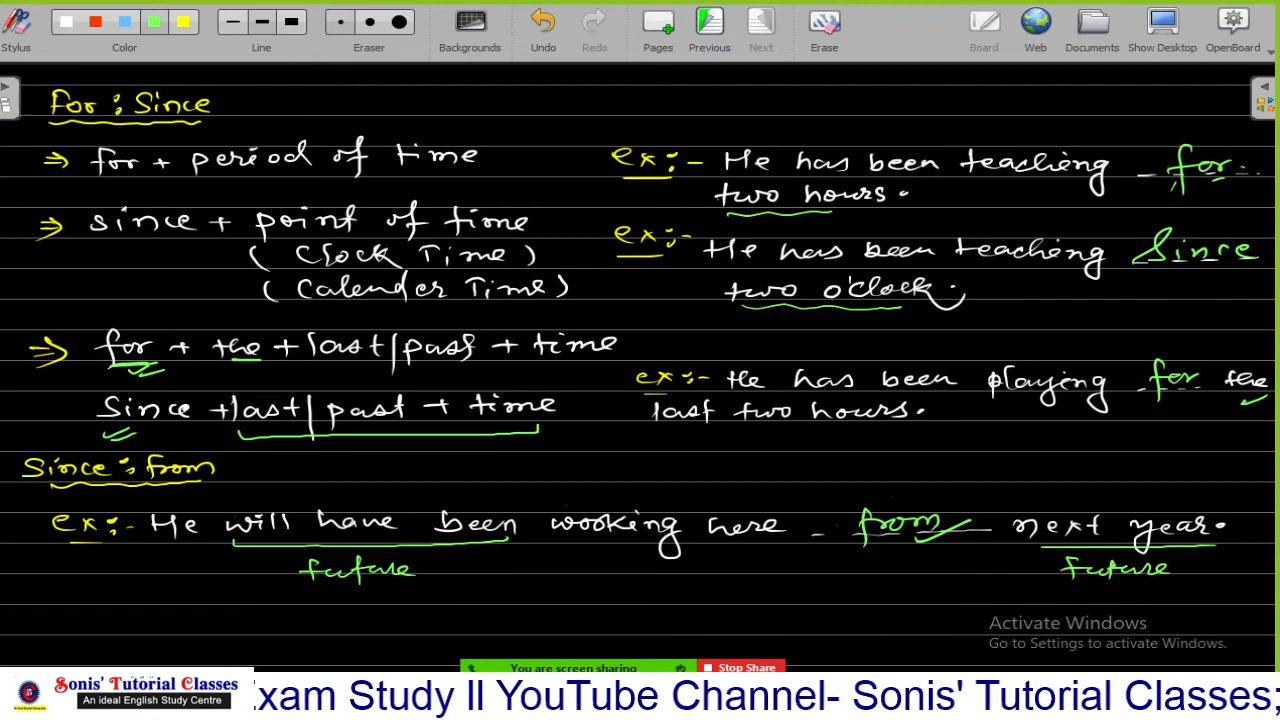 Stylus
Color
Line
Eraser
Backgrounds
Undo
Redo
Pages
Previous
Next
Erase
Board
Web
Documents
Show Desktop
OpenBoard
For : Since
⇒ for + period of time
ex:- He has been teaching for
two hours.
⇒ since + point of time
(Clock Time)
(Calender Time)
ex:- He has been teaching Since
two o'clock.
⇒ for + the + last/past + time
Since + last/past + time
ex:- He has been playing for the
last two hours.
Since : from
ex:- He will have been working here from next year.
future
future
Activate Windows
Go to Settings to activate Windows.
You are screen sharing
Stop Share
Sonis' Tutorial Classes
An ideal English Study Centre
Exam Study ll YouTube Channel- Sonis' Tutorial Classes;